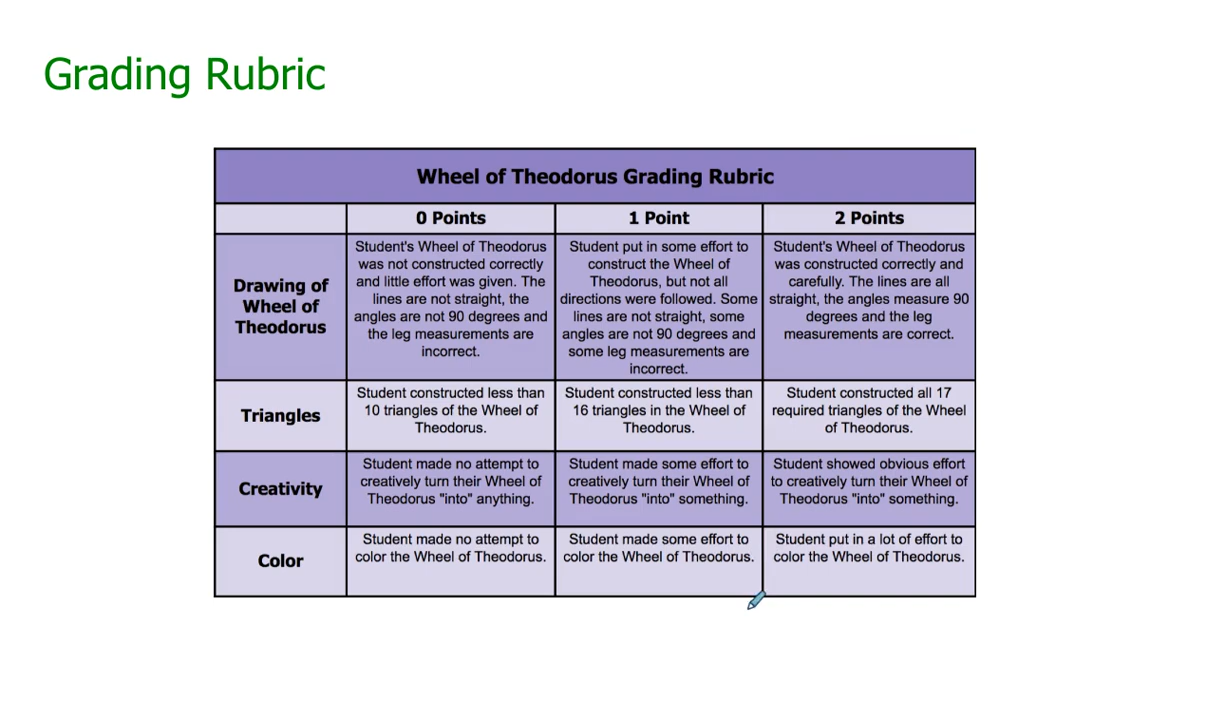 Grading Rubric
Wheel of Theodorus Grading Rubric
0 Points
1 Point
2 Points
Drawing of
Wheel of
Theodorus
Student's Wheel of Theodorus
was not constructed correctly
and little effort was given. The
lines are not straight, the
angles are not 90 degrees and
the leg measurements are
incorrect.
Student put in some effort to
construct the Wheel of
Theodorus, but not all
directions were followed. Some
lines are not straight, some
angles are not 90 degrees and
some leg measurements are
incorrect.
Student's Wheel of Theodorus
was constructed correctly and
carefully. The lines are all
straight, the angles measure 90
degrees and the leg
measurements are correct.
Triangles
Student constructed less than
10 triangles of the Wheel of
Theodorus.
Student constructed less than
16 triangles in the Wheel of
Theodorus.
Student constructed all 17
required triangles of the Wheel
of Theodorus.
Creativity
Student made no attempt to
creatively turn their Wheel of
Theodorus "into" anything.
Student made some effort to
creatively turn their Wheel of
Theodorus "into" something.
Student showed obvious effort
to creatively turn their Wheel of
Theodorus "into" something.
Color
Student made no attempt to
color the Wheel of Theodorus.
Student made some effort to
color the Wheel of Theodorus.
Student put in a lot of effort to
color the Wheel of Theodorus.